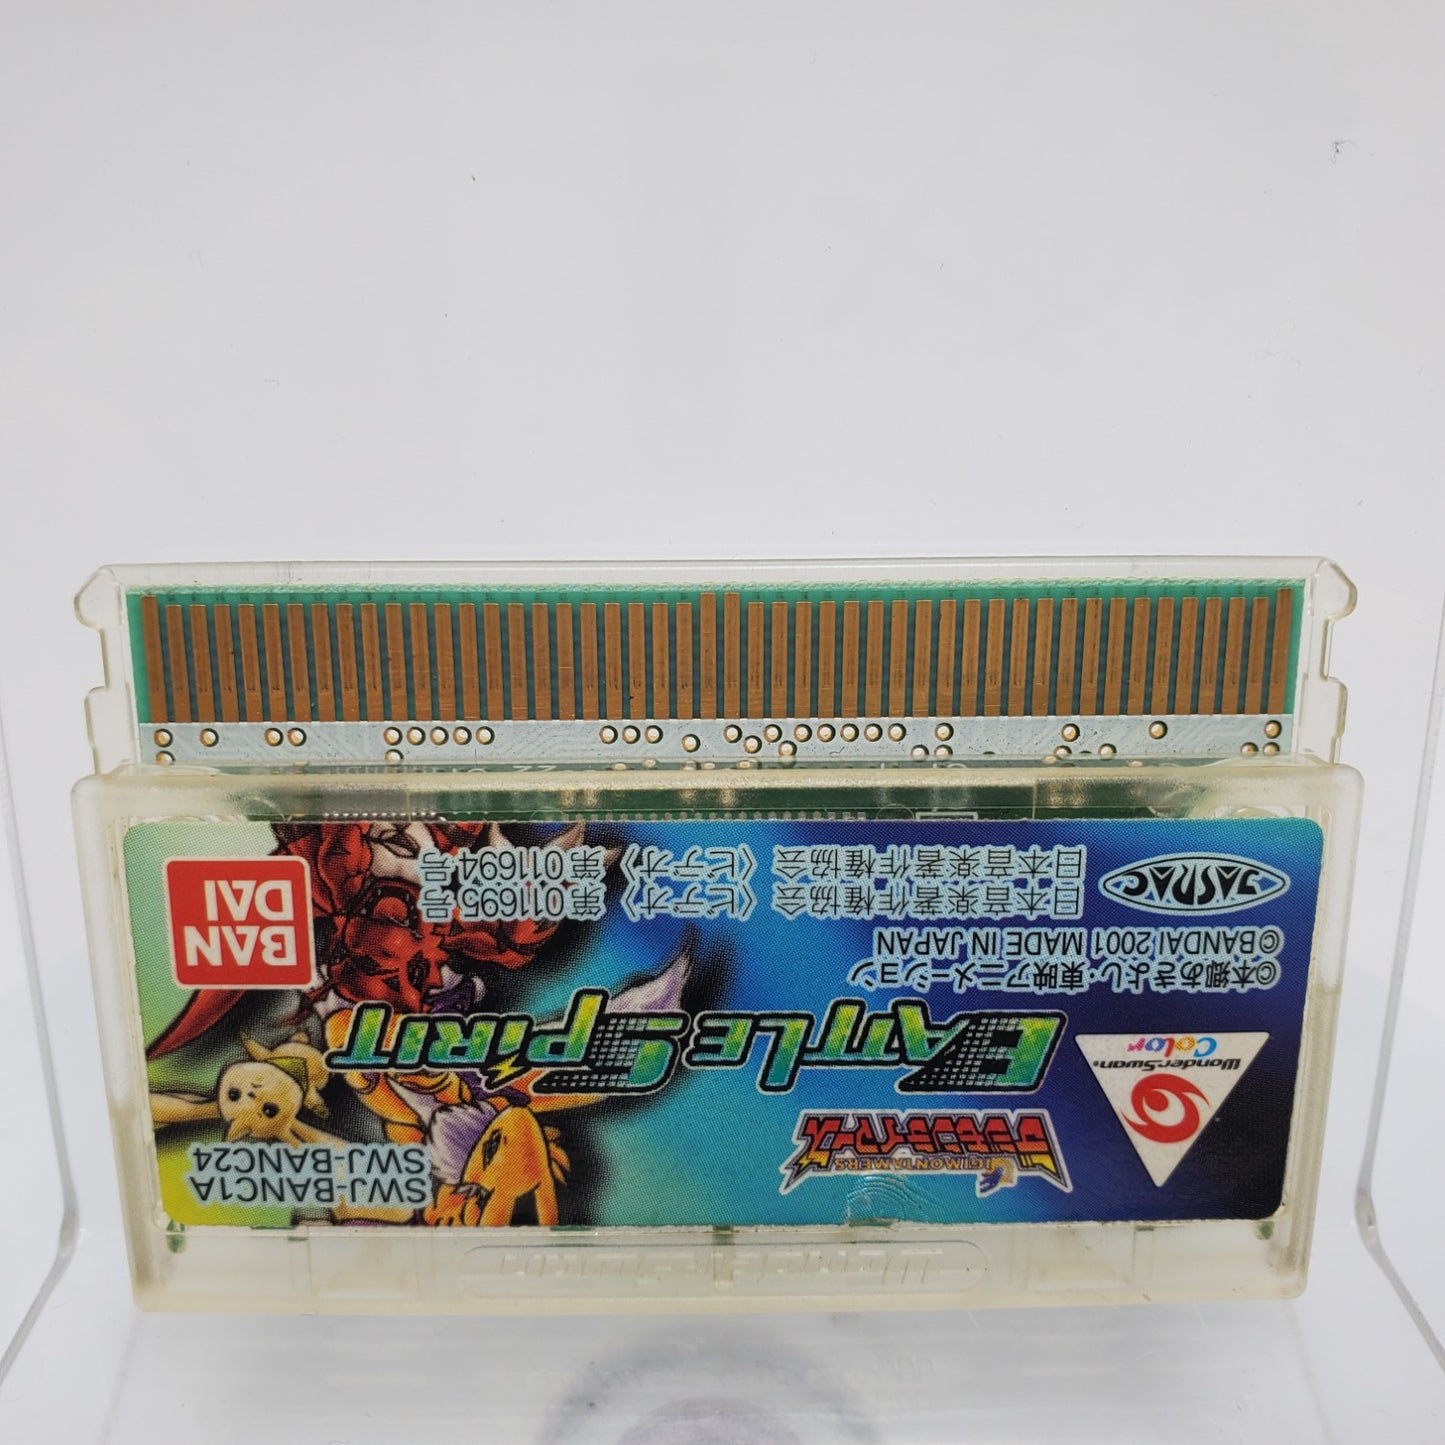 WonderSwan
SWJ-BANC1A
SWJ-BANC24
DIGIMON TAMERS
デジモンテイマーズ
BATTLE SPIRIT
WonderSwan
Color
©本郷あきよし・東映アニメーション
©BANDAI 2001 MADE IN JAPAN
JASRAC
日本音楽著作権協会 〈ビデオ〉 第011695号
日本音楽著作権協会 〈ビデオ〉 第011694号
BAN
DAI